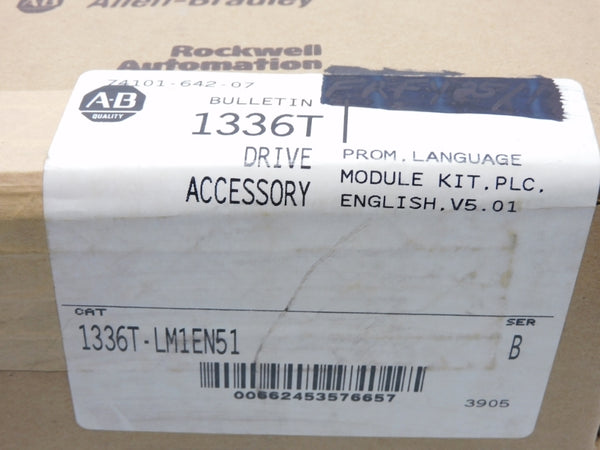 Allen-Bradley
Rockwell
Automation
74101-642-07
A-B
QUALITY
BULLETIN
1336T
DRIVE
ACCESSORY
PROM, LANGUAGE
MODULE KIT, PLC,
ENGLISH, V5.01
CAT
1336T-LM1EN51
SER
B
00662453576657
3905